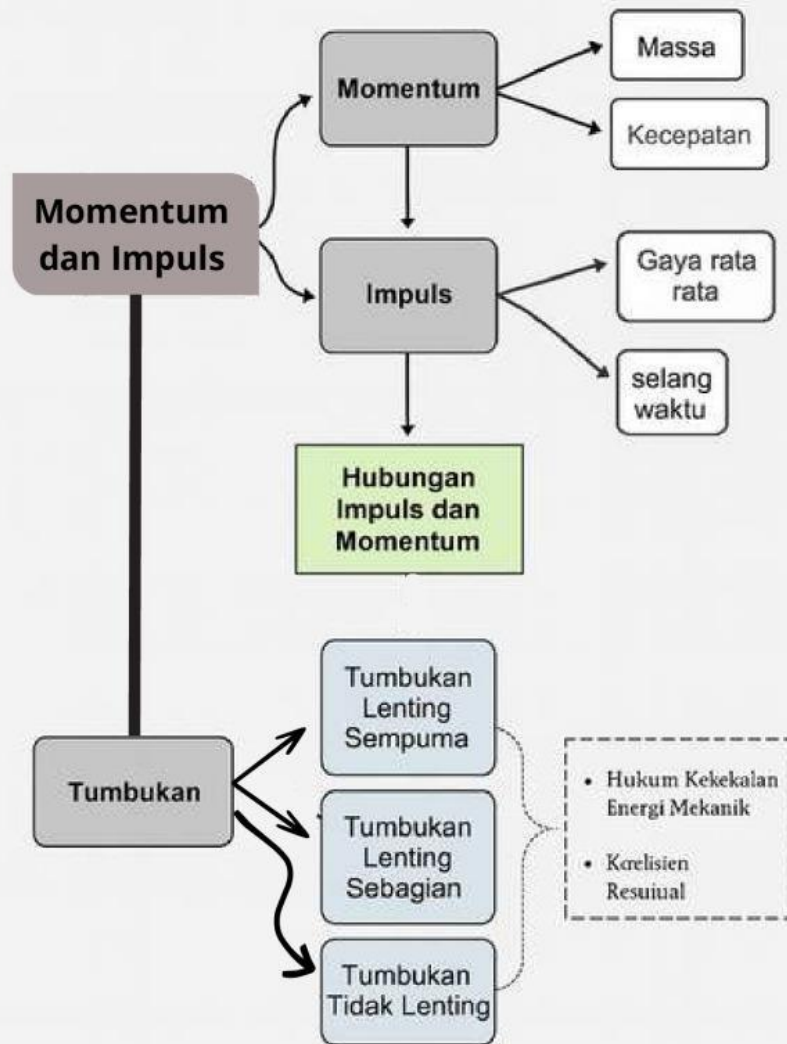 Momentum
dan Impuls
Momentum
Massa
Kecepatan
Impuls
Gaya rata
rata
selang
waktu
Hubungan
Impuls dan
Momentum
Tumbukan
Tumbukan
Lenting
Sempuma
Tumbukan
Lenting
Sebagian
Tumbukan
Tidak Lenting
• Hukum Kekekalan
Energi Mekanik
• Korelisien
Resuiual